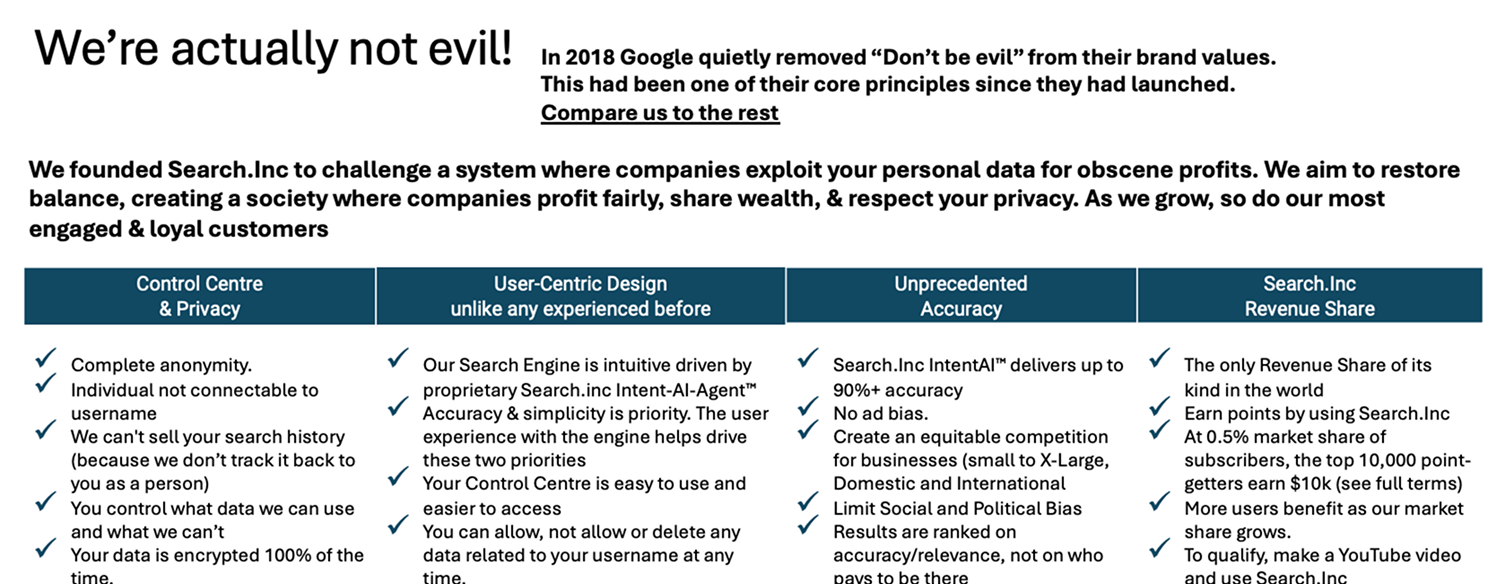 We're actually not evil!
In 2018 Google quietly removed “Don't be evil” from their brand values.
This had been one of their core principles since they had launched.
Compare us to the rest
We founded Search.Inc to challenge a system where companies exploit your personal data for obscene profits. We aim to restore
balance, creating a society where companies profit fairly, share wealth, & respect your privacy. As we grow, so do our most
engaged & loyal customers
Control Centre
& Privacy
Complete anonymity.
Individual not connectable to
username
We can't sell your search history
(because we don't track it back to
you as a person)
You control what data we can use
and what we can't
Your data is encrypted 100% of the
time.
User-Centric Design
unlike any experienced before
Our Search Engine is intuitive driven by
proprietary Search.inc Intent-AI-Agent™
Accuracy & simplicity is priority. The user
experience with the engine helps drive
these two priorities
Your Control Centre is easy to use and
easier to access
You can allow, not allow or delete any
data related to your username at any
time.
Unprecedented
Accuracy
Search.Inc IntentAI™ delivers up to
90%+ accuracy
No ad bias.
Create an equitable competition
for businesses (small to X-Large,
Domestic and International
Limit Social and Political Bias
Results are ranked on
accuracy/relevance, not on who
pays to be there
Search.Inc
Revenue Share
The only Revenue Share of its
kind in the world
Earn points by using Search.Inc
At 0.5% market share of
subscribers, the top 10,000 point-
getters earn $10k (see full terms)
More users benefit as our market
share grows.
To qualify, make a YouTube video
and use Search.Inc